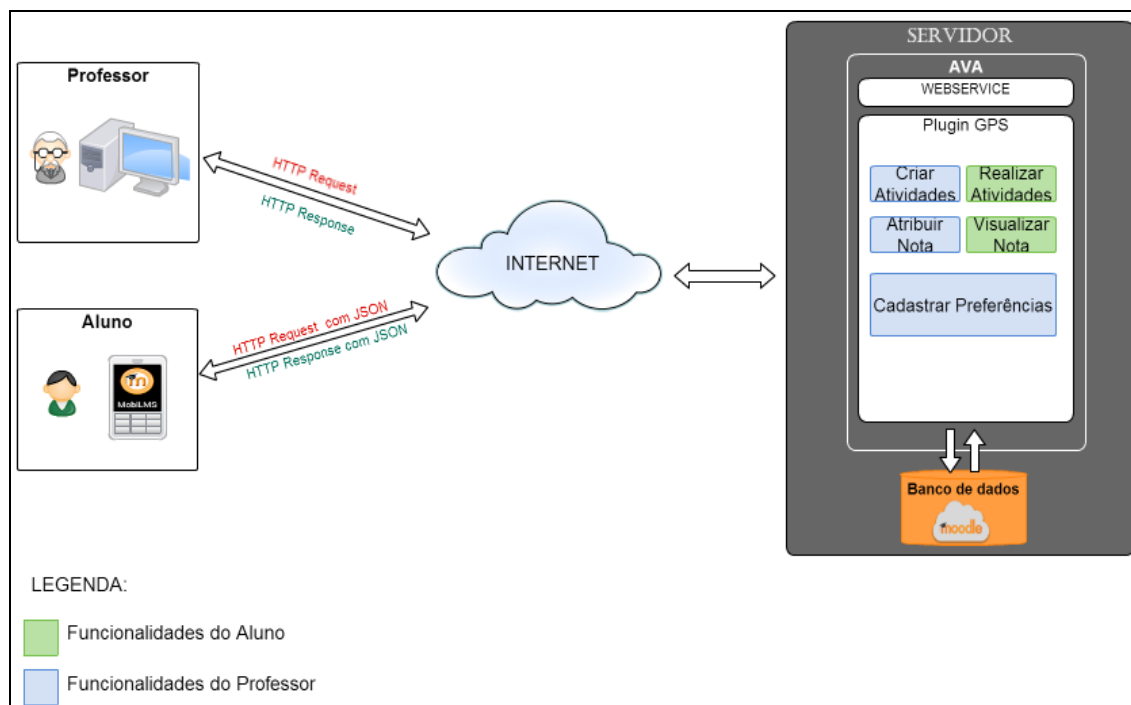 Professor
HTTP Request
HTTP Response
Aluno
MobiLMS
HTTP Request com JSON
HTTP Response com JSON
INTERNET
SERVIDOR
AVA
WEBSERVICE
Plugin GPS
Criar
Atividades
Realizar
Atividades
Atribuir
Nota
Visualizar
Nota
Cadastrar Preferências
Banco de dados
moodle
LEGENDA:
Funcionalidades do Aluno
Funcionalidades do Professor